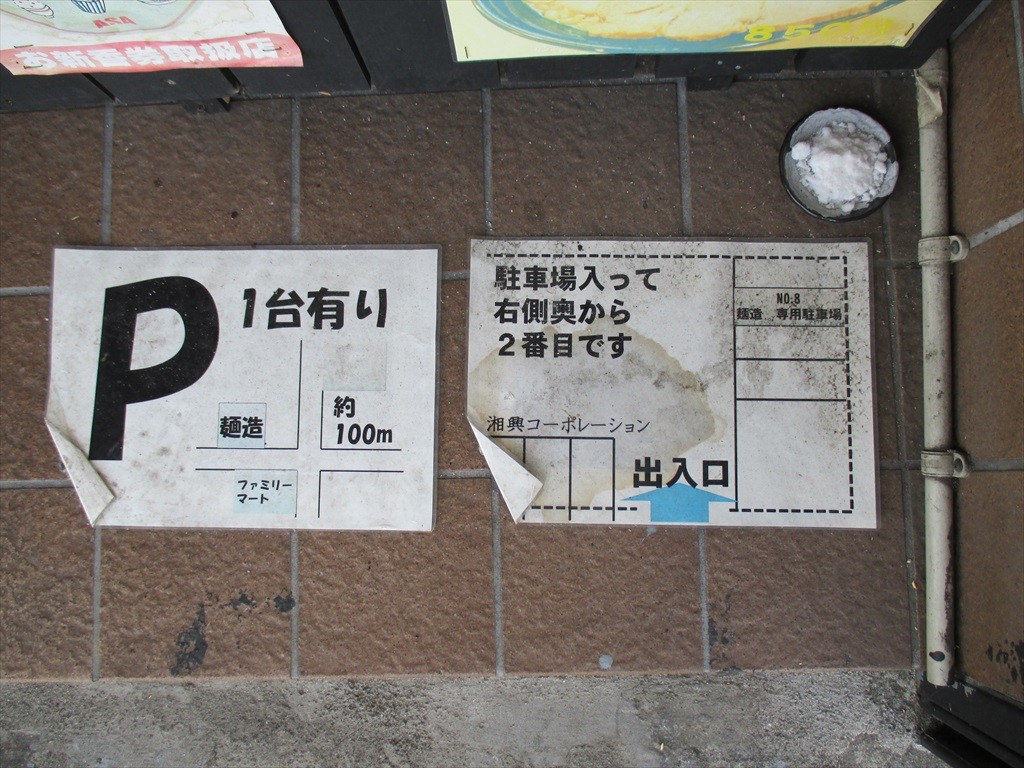 ASA
新聞券取扱店
P
1台有り
約
100m
麺造
ファミリー
マート
駐車場入って
右側奥から
2番目です
NO.8
麺造 専用駐車場
湘興コーポレーション
出入口